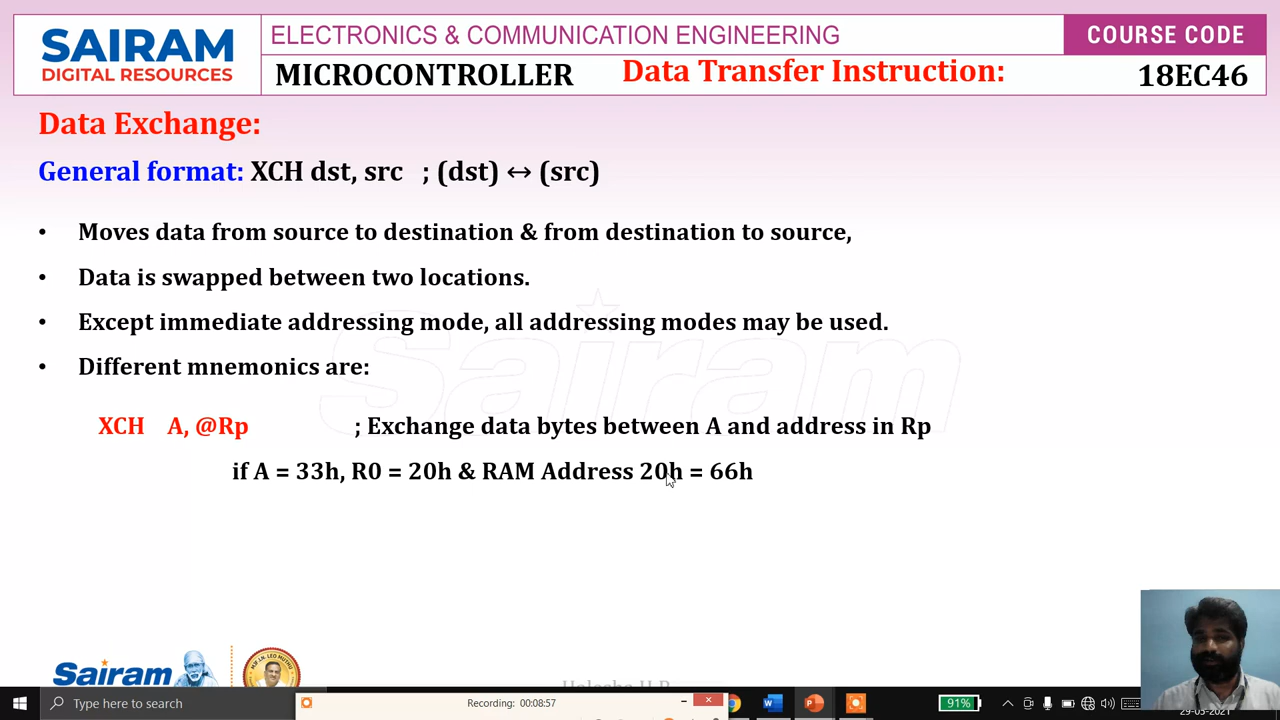 SAIRAM
DIGITAL RESOURCES
ELECTRONICS & COMMUNICATION ENGINEERING
COURSE CODE
MICROCONTROLLER
Data Transfer Instruction:
18EC46
Data Exchange:
General format: XCH dst, src ; (dst) ↔ (src)
• Moves data from source to destination & from destination to source,
• Data is swapped between two locations.
• Except immediate addressing mode, all addressing modes may be used.
• Different mnemonics are:
XCH A, @Rp ; Exchange data bytes between A and address in Rp
if A = 33h, R0 = 20h & RAM Address 20h = 66h
Sairam
Sairam
Type here to search
Recording: 00:08:57
91%
29-05-2021